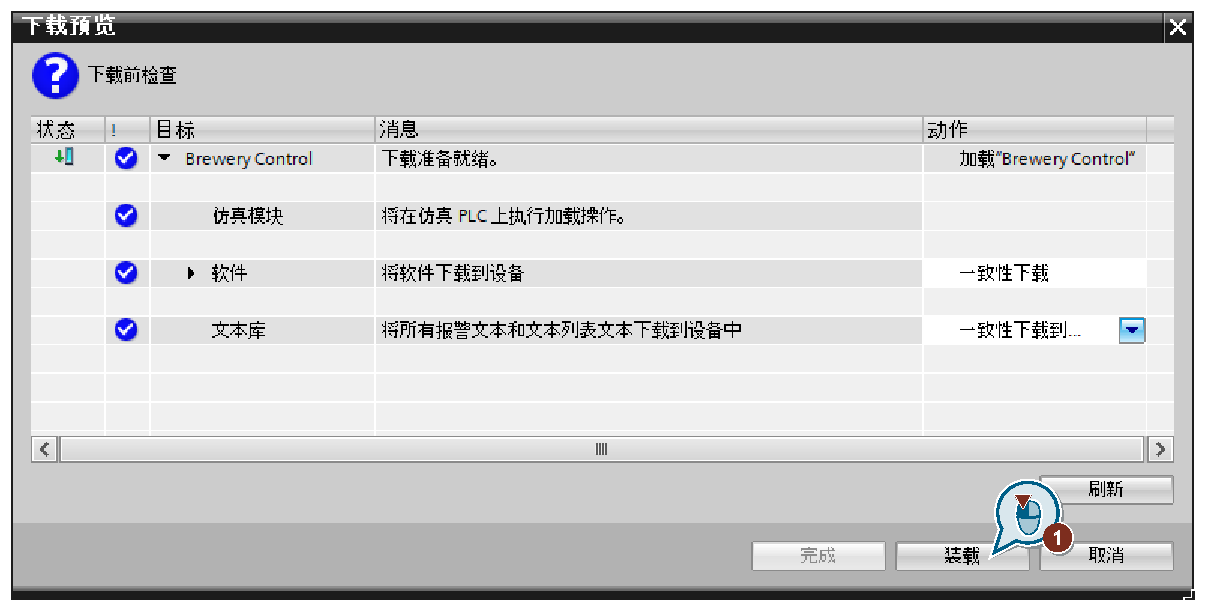 下载预览
?
下载前检查
状态 ! 目标 消息 动作
Brewery Control 下载准备就绪。 加载"Brewery Control"
仿真模块 将在仿真 PLC 上执行加载操作。
软件 将软件下载到设备 一致性下载
文本库 将所有报警文本和文本列表文本下载到设备中 一致性下载到...
刷新
1
完成 装载 取消